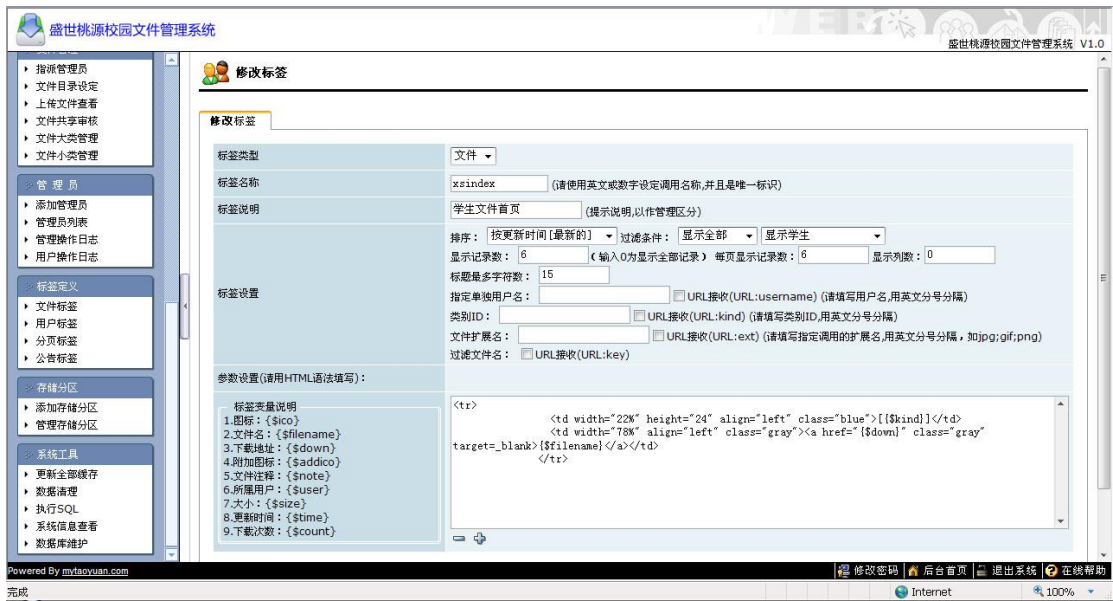 盛世桃源校园文件管理系统
盛世桃源校园文件管理系统 V1.0
指派管理员
文件目录设定
上传文件查看
文件共享审核
文件大类管理
文件小类管理
管 理 员
添加管理员
管理员列表
管理操作日志
用户操作日志
标签定义
文件标签
用户标签
分页标签
公告标签
存储分区
添加存储分区
管理存储分区
系统工具
更新全部缓存
数据清理
执行SQL
系统信息查看
数据库维护
修改标签
修改标签
标签类型 文件
标签名称 xsindex (请使用英文或数字设定调用名称,并且是唯一标识)
标签说明 学生文件首页 (提示说明,以作管理区分)
标签设置
排序： 按更新时间[最新的] 过滤条件： 显示全部 显示学生
显示记录数： 6 (输入0为显示全部记录) 每页显示记录数：6 显示列数：0
标题最多字符数： 15
指定单独用户名： URL接收(URL:username) (请填写用户名,用英文分号分隔)
类别ID： URL接收(URL:kind) (请填写类别ID,用英文分号分隔)
文件扩展名： URL接收(URL:ext) (请填写指定调用的扩展名,用英文分号分隔，如jpg;gif;png)
过滤文件名： URL接收(URL:key)
参数设置(请用HTML语法填写)：
标签变量说明
1.图标：{$ico}
2.文件名：{$filename}
3.下载地址：{$down}
4.附加图标：{$addico}
5.文件注释：{$note}
6.所属用户：{$user}
7.大小：{$size}
8.更新时间：{$time}
9.下载次数：{$count}
<tr>
<td width="22%" height="24" align="left" class="blue">[{$kind}]</td>
<td width="78%" align="left" class="gray"><a href="{$down}" class="gray"
target=_blank>{$filename}</a></td>
</tr>
Powered By mytaoyuan.com
修改密码 后台首页 退出系统 在线帮助
完成 Internet 100%